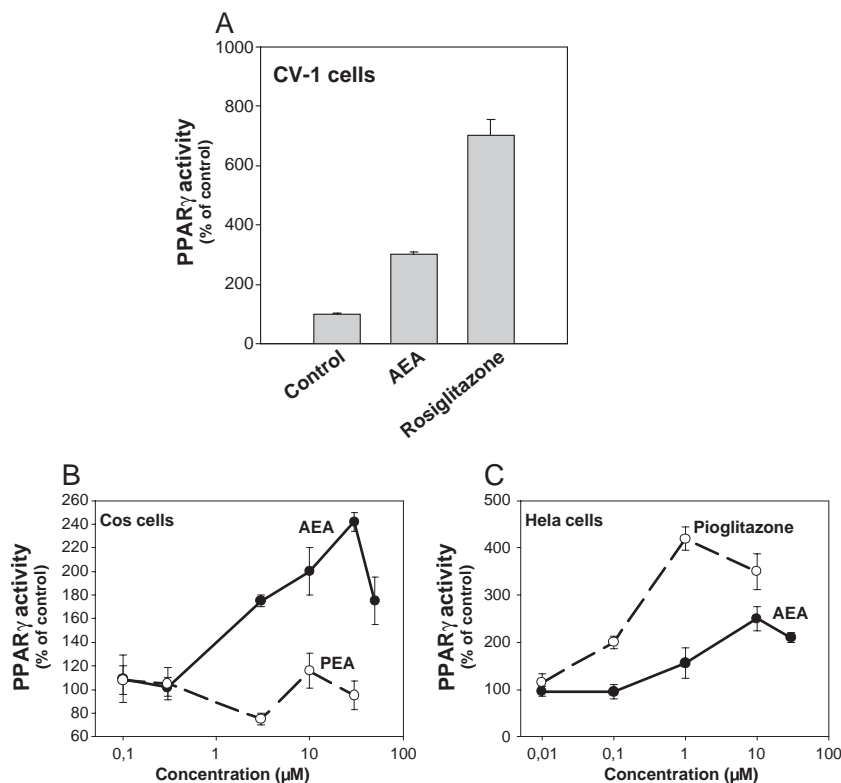 A
1000
800
600
400
200
0
CV-1 cells
PPARγ activity
(% of control)
Control
AEA
Rosiglitazone
B
260
240
220
200
180
160
140
120
100
80
60
Cos cells
AEA
PEA
PPARγ activity
(% of control)
0,1 1 10 100
Concentration (µM)
C
500
400
300
200
100
0
Hela cells
Pioglitazone
AEA
PPARγ activity
(% of control)
0,01 0,1 1 10 100
Concentration (µM)